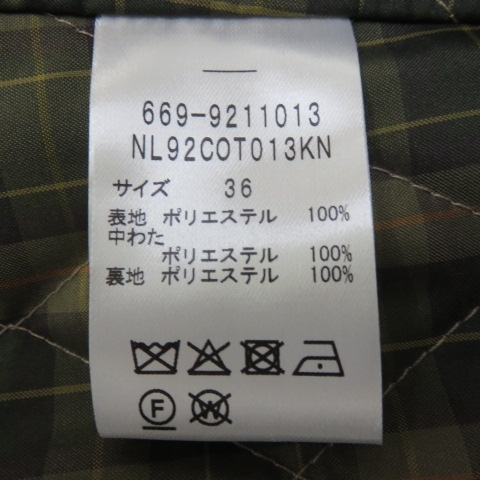 669-9211013
NL92COT013KN
サイズ 36
表地 ポリエステル 100%
中わた
ポリエステル 100%
裏地 ポリエステル 100%
F W